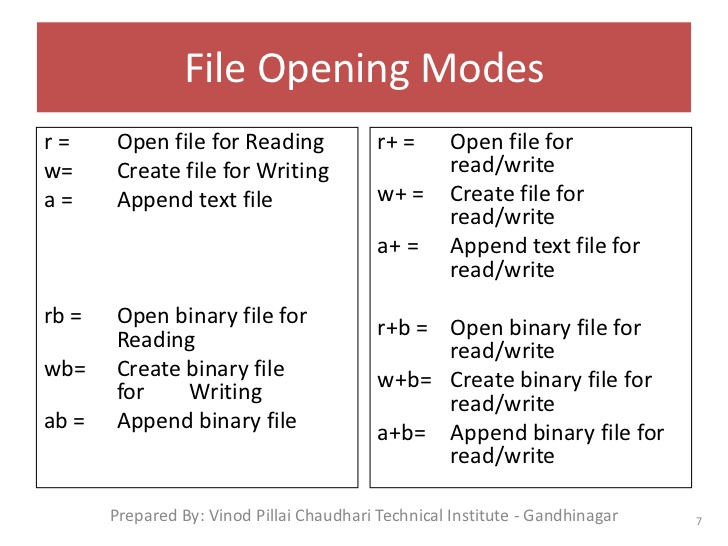 File Opening Modes
r = Open file for Reading
w= Create file for Writing
a = Append text file
rb = Open binary file for
Reading
wb= Create binary file
for Writing
ab = Append binary file
r+ = Open file for
read/write
w+ = Create file for
read/write
a+ = Append text file for
read/write
r+b = Open binary file for
read/write
w+b= Create binary file for
read/write
a+b= Append binary file for
read/write
Prepared By: Vinod Pillai Chaudhari Technical Institute - Gandhinagar
7